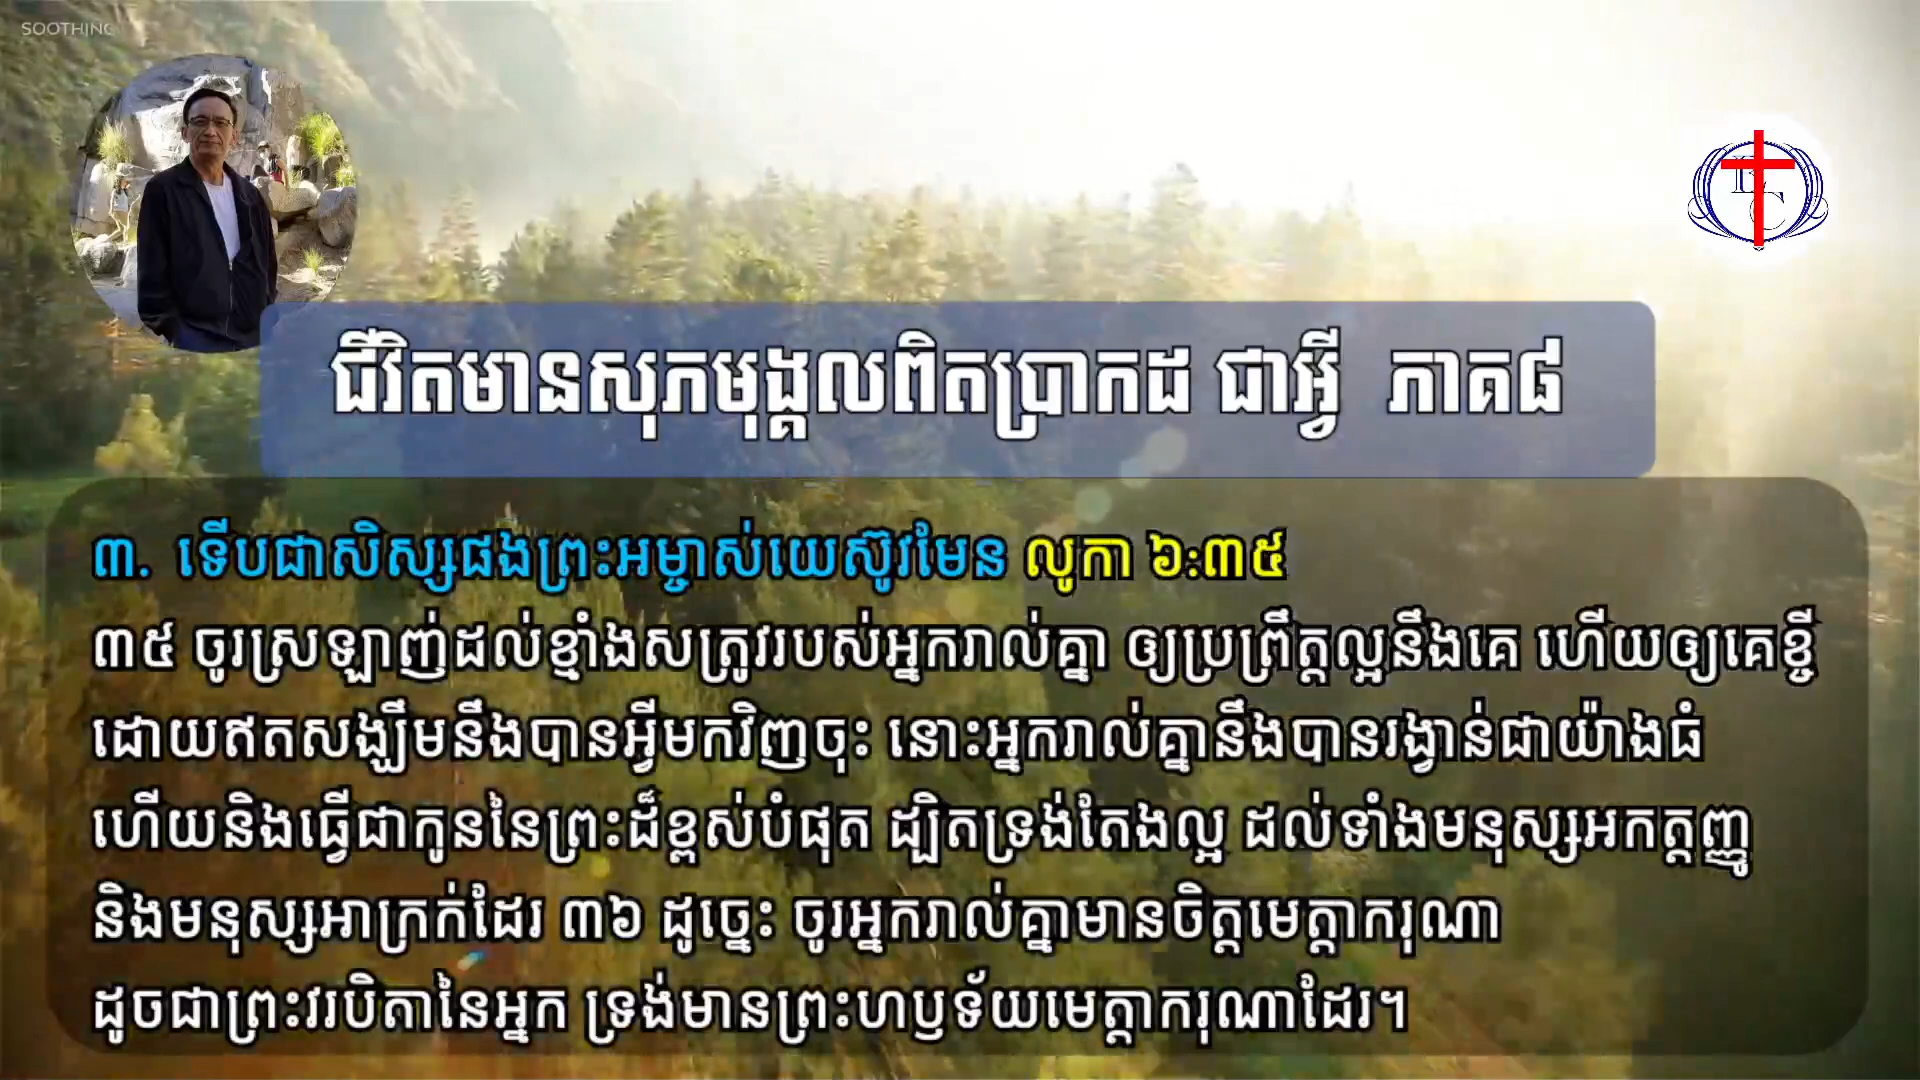 SOOTHING
ជីវិតមានសុភមុង្គលពិតប្រាកដ ជាអ្វី ភាគ៨
៣. ទើបជាសិស្សផងព្រះអម្ចាស់យេស៊ូវមែន លូកា ៦:៣៥
៣៥ ចូរស្រឡាញ់ដល់ខ្មាំងសត្រូវរបស់អ្នករាល់គ្នា ឲ្យប្រព្រឹត្តល្អនឹងគេ ហើយឲ្យគេខ្ចី
ដោយឥតសង្ឃឹមនឹងបានអ្វីមកវិញចុះ នោះអ្នករាល់គ្នានឹងបានរង្វាន់ជាយ៉ាងធំ
ហើយនិងធ្វើជាកូននៃព្រះដ៏ខ្ពស់បំផុត ដ្បិតទ្រង់តែងល្អ ដល់ទាំងមនុស្សអកត្តញ្ញូ
និងមនុស្សអាក្រក់ដែរ ៣៦ ដូច្នេះ ចូរអ្នករាល់គ្នាមានចិត្តមេត្តាករុណា
ដូចជាព្រះវរបិតានៃអ្នក ទ្រង់មានព្រះហឫទ័យមេត្តាករុណាដែរ។